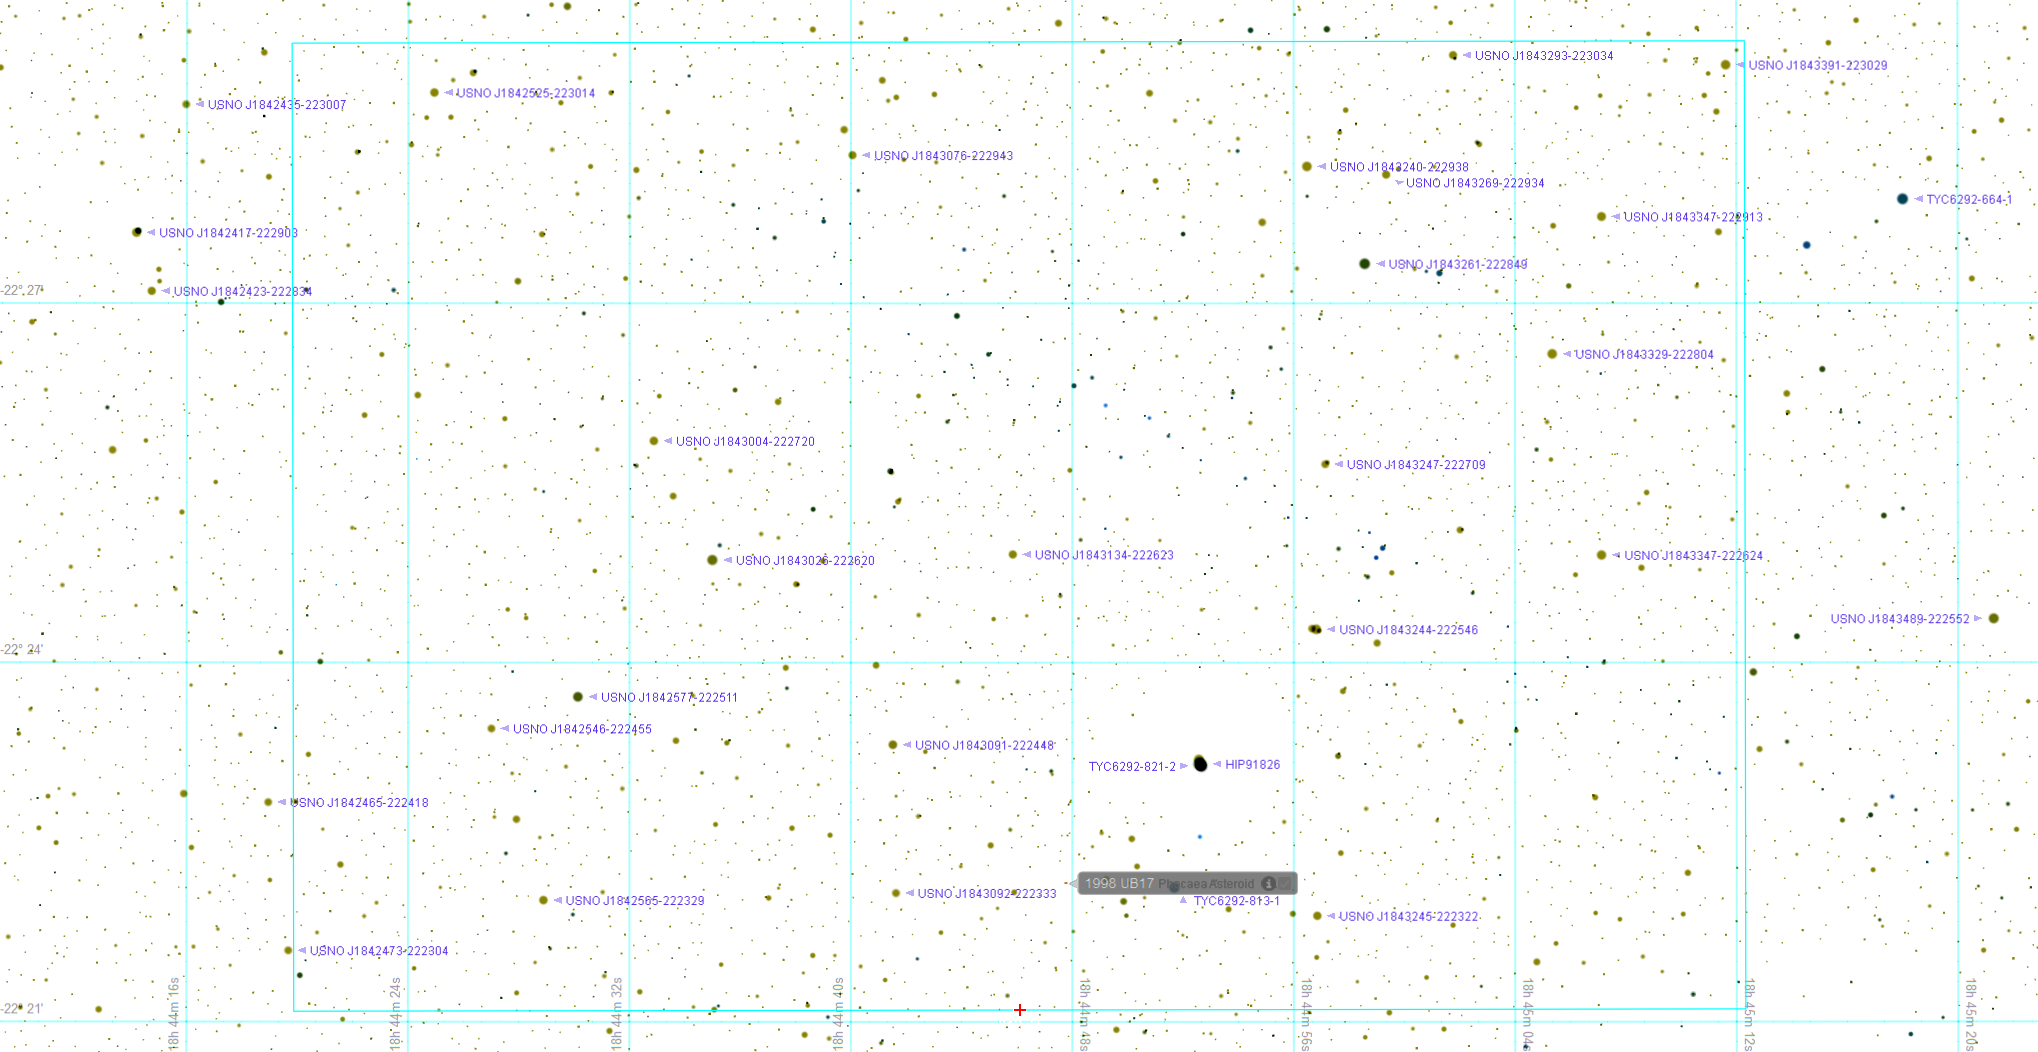 USNO J1843293-223034
USNO J1843391-223029
USNO J1842525-223014
USNO J1842435-223007
USNO J1843076-222943
USNO J1843240-222938
USNO J1843269-222934
TYC6292-664-1
USNO J1843347-222913
USNO J1842417-222903
USNO J1843261-222849
-22° 27'
USNO J1842423-222834
USNO J1843329-222804
USNO J1843004-222720
USNO J1843247-222709
USNO J1843134-222623
USNO J1843347-222624
USNO J1843026-222620
USNO J1843489-222552
USNO J1843244-222546
-22° 24'
USNO J1842577-222511
USNO J1842546-222455
USNO J1843091-222448
TYC6292-821-2
HIP91826
USNO J1842465-222418
1998 UB17 Phocaea Asteroid
USNO J1843092-222333
USNO J1842565-222329
TYC6292-813-1
USNO J1843245-222322
USNO J1842473-222304
-22° 21'
18h 44m 16s
18h 44m 24s
18h 44m 32s
18h 44m 40s
18h 44m 48s
18h 44m 56s
18h 45m 04s
18h 45m 12s
18h 45m 20s